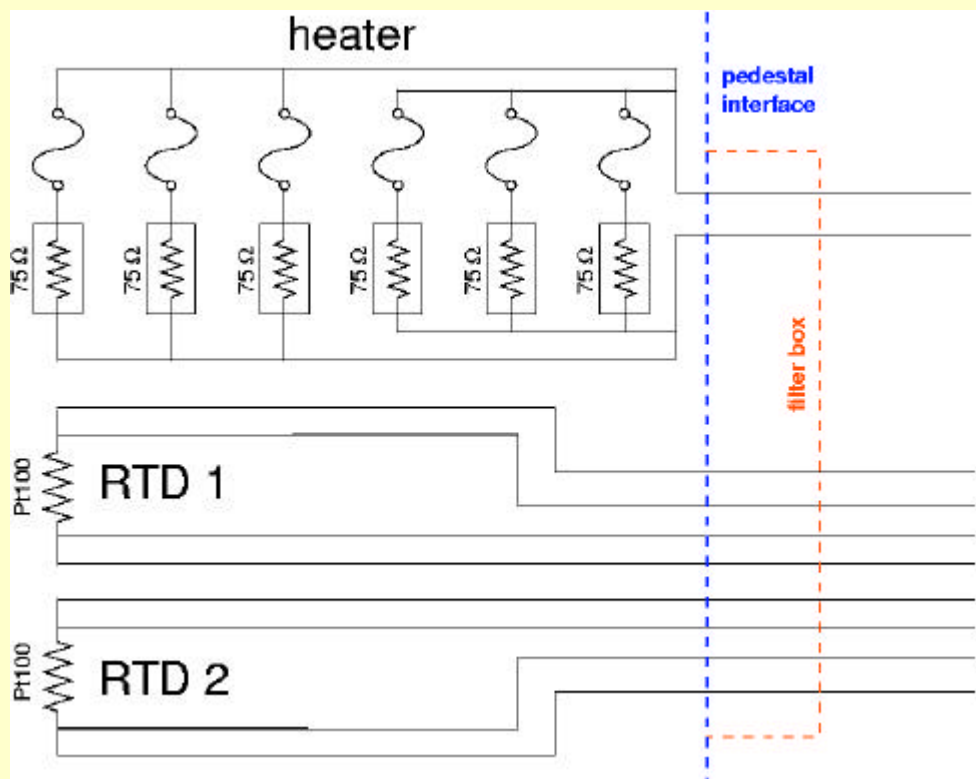 heater
pedestal
interface
75 Ω
75 Ω
75 Ω
75 Ω
75 Ω
75 Ω
filter box
Pt100
RTD 1
Pt100
RTD 2